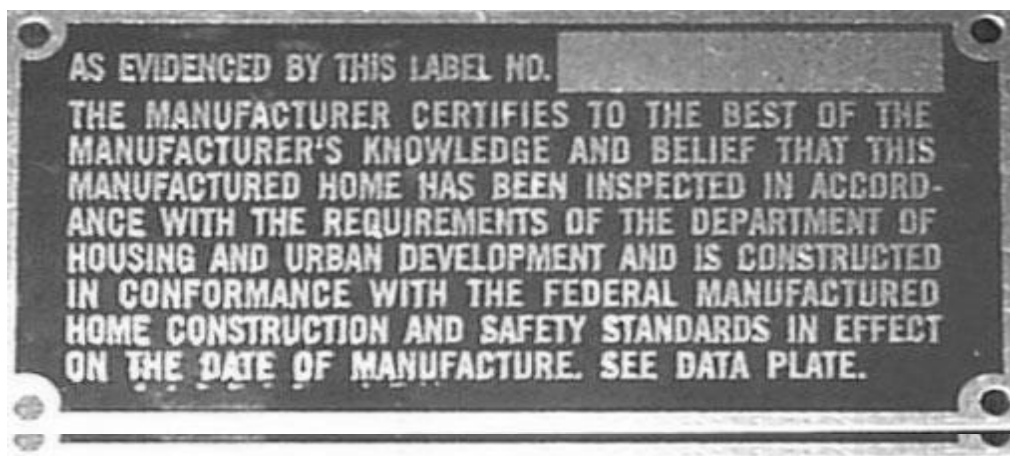 AS EVIDENCED BY THIS LABEL NO.
THE MANUFACTURER CERTIFIES TO THE BEST OF THE
MANUFACTURER'S KNOWLEDGE AND BELIEF THAT THIS
MANUFACTURED HOME HAS BEEN INSPECTED IN ACCORD-
ANCE WITH THE REQUIREMENTS OF THE DEPARTMENT OF
HOUSING AND URBAN DEVELOPMENT AND IS CONSTRUCTED
IN CONFORMANCE WITH THE FEDERAL MANUFACTURED
HOME CONSTRUCTION AND SAFETY STANDARDS IN EFFECT
ON THE DATE OF MANUFACTURE. SEE DATA PLATE.